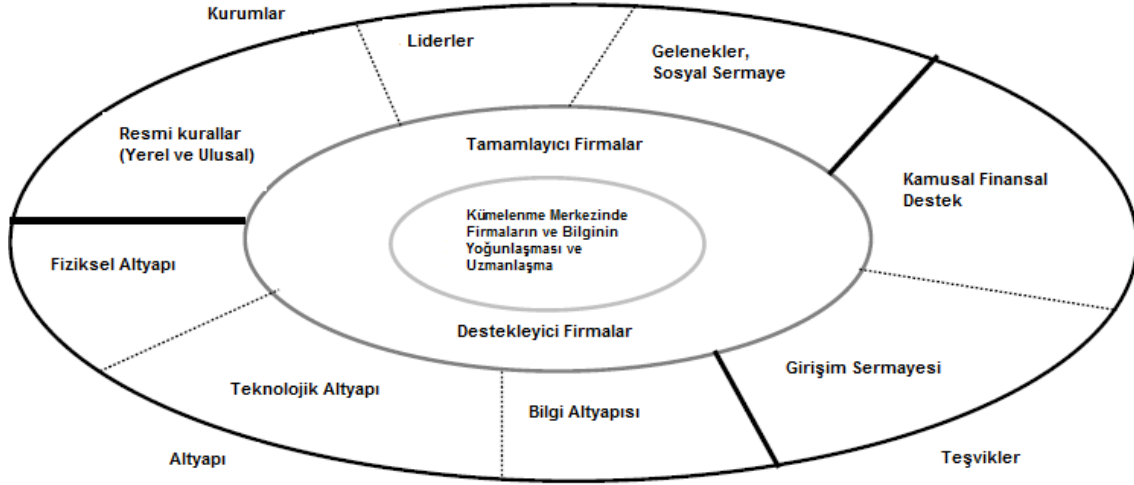 Kurumlar
Liderler
Gelenekler,
Sosyal Sermaye
Resmi kurallar
(Yerel ve Ulusal)
Tamamlayıcı Firmalar
Kamusal Finansal
Destek
Kümelenme Merkezinde
Firmaların ve Bilginin
Yoğunlaşması ve
Uzmanlaşma
Fiziksel Altyapı
Destekleyici Firmalar
Girişim Sermayesi
Teknolojik Altyapı
Bilgi Altyapısı
Altyapı
Teşvikler